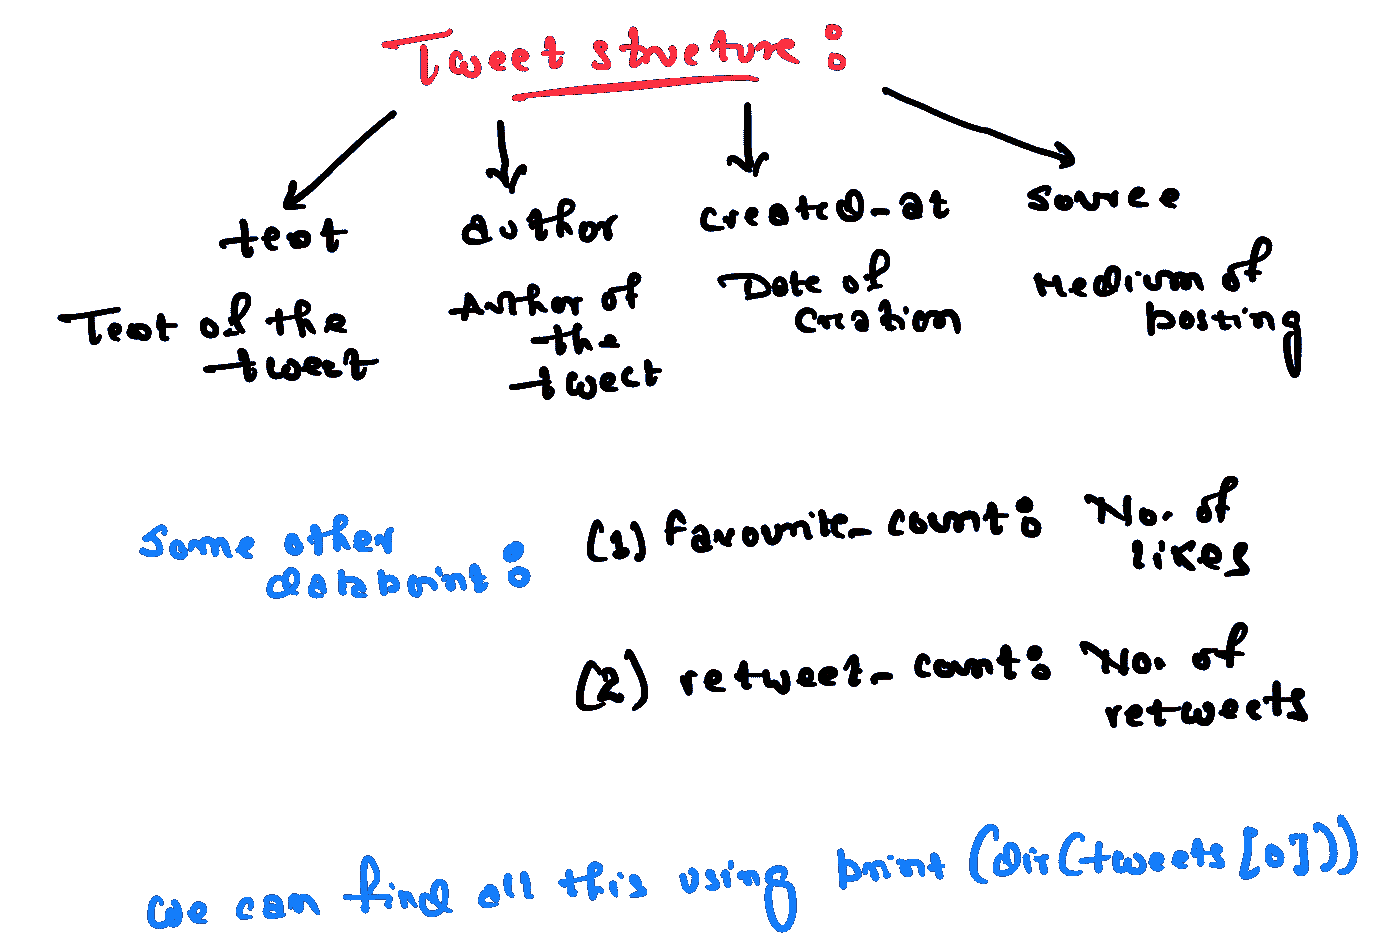 Tweet structure:
text
author
created_at
source
Text of the
tweet
Author of
the
tweet
Date of
creation
Medium of
posting
Some other
datapoint:
(1) favourite_count: No. of
likes
(2) retweet_count: No. of
retweets
we can find all this using print (dir(tweets[0]))